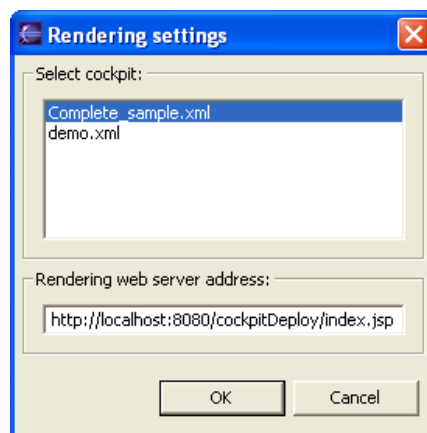 Rendering settings
Select cockpit:
Complete_sample.xml
demo.xml
Rendering web server address:
http://localhost:8080/cockpitDeploy/index.jsp
OK
Cancel